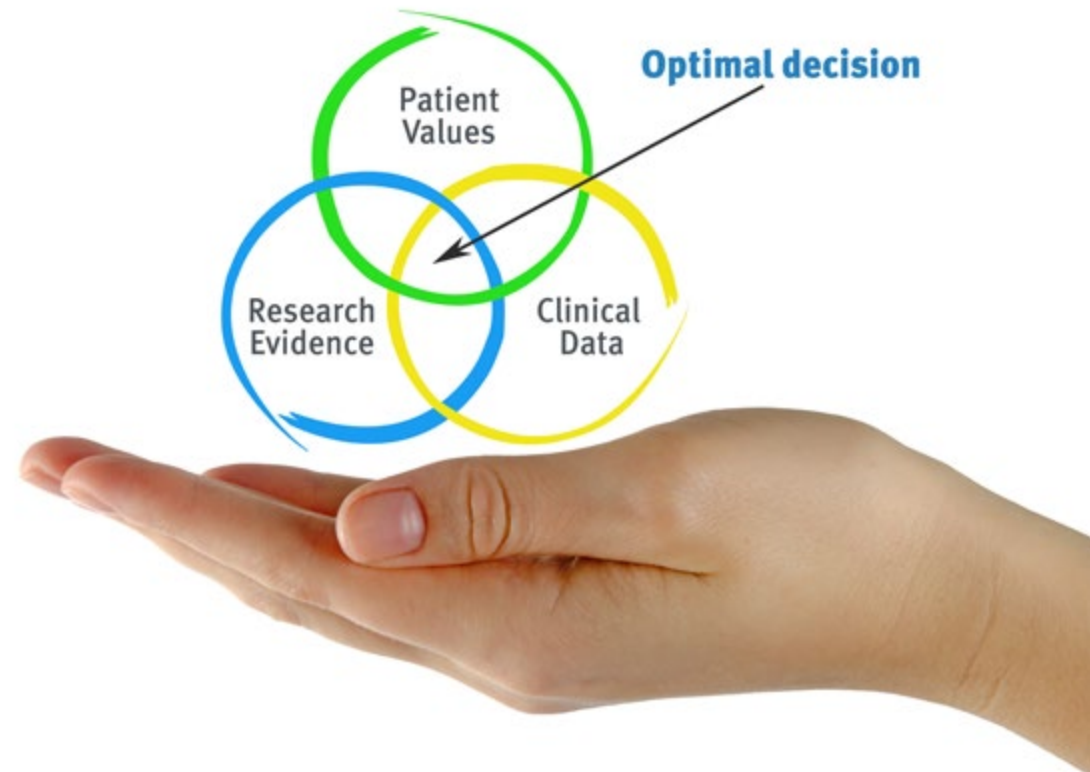 Optimal decision
Patient
Values
Research
Evidence
Clinical
Data